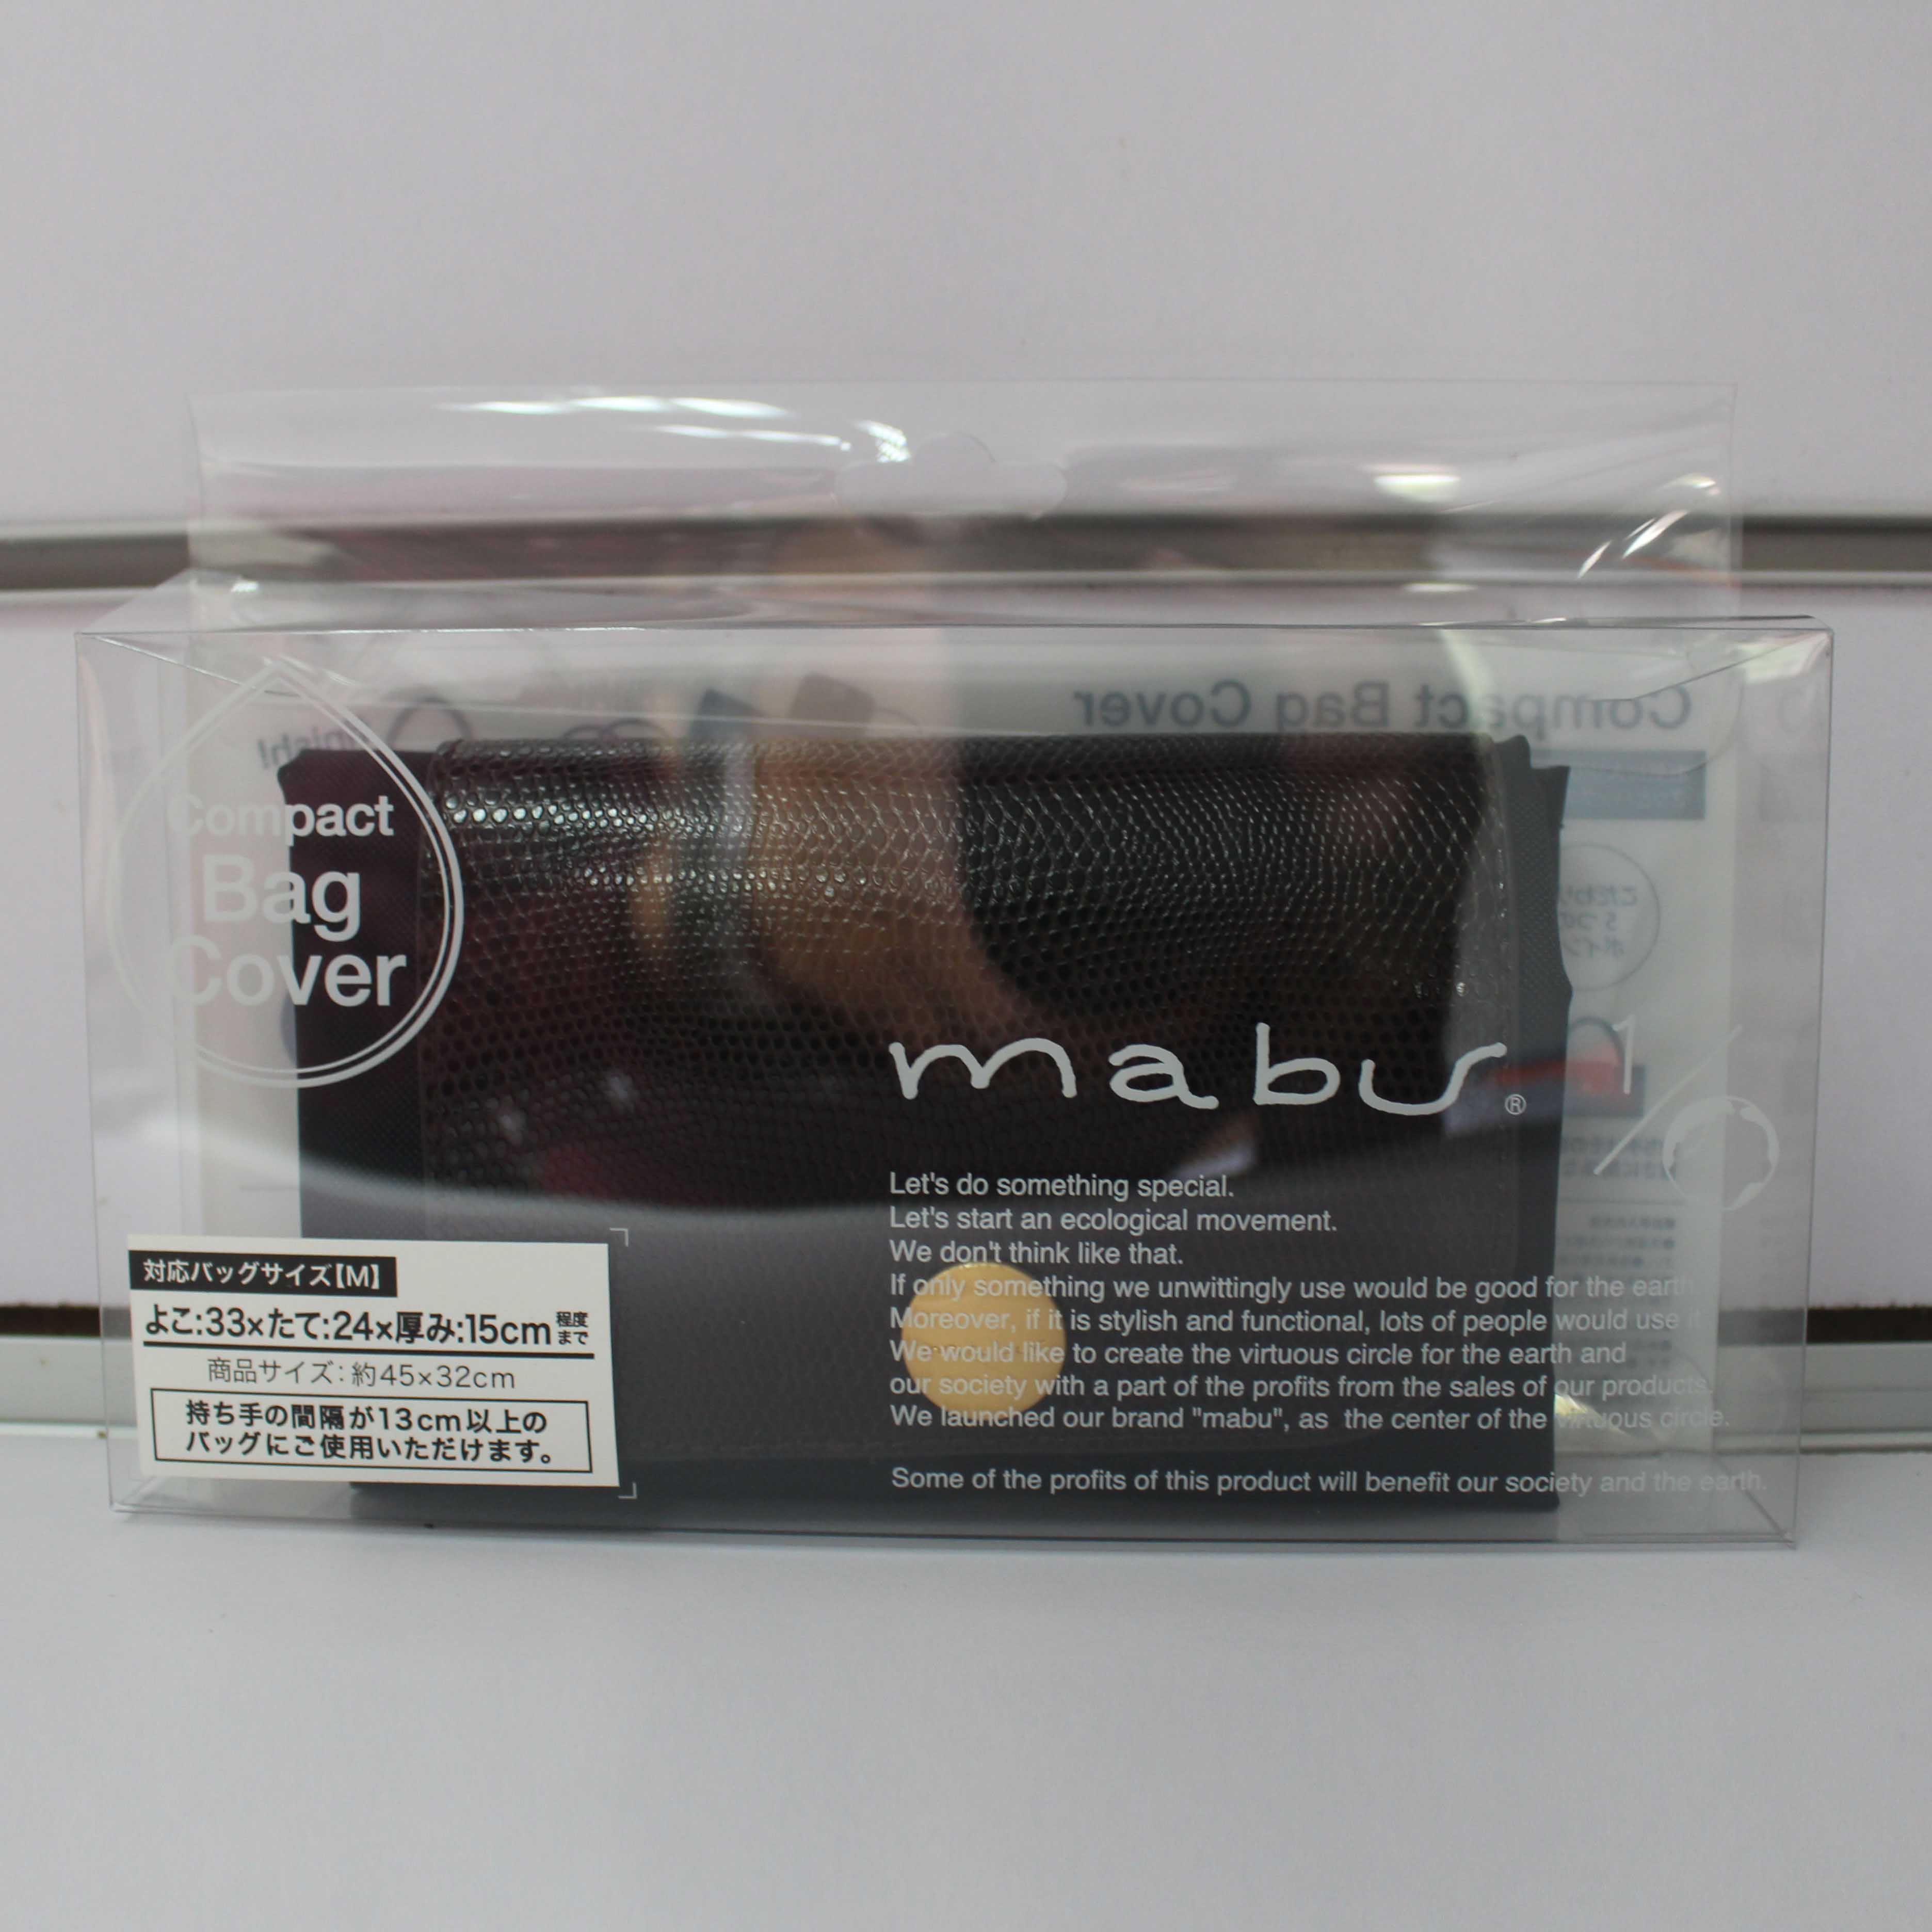 Compact Bag Cover
Compact
Bag
Cover
mabu®
1%
Let's do something special.
Let's start an ecological movement.
We don't think like that.
If only something we unwittingly use would be good for the earth
Moreover, if it is stylish and functional, lots of people would use it
We would like to create the virtuous circle for the earth and
our society with a part of the profits from the sales of our products.
We launched our brand "mabu", as the center of the virtuous circle.
Some of the profits of this product will benefit our society and the earth.
対応バッグサイズ【M】
よこ:33×たて:24×厚み:15cm程度まで
商品サイズ:約45×32cm
持ち手の間隔が13cm以上の
バッグにご使用いただけます。